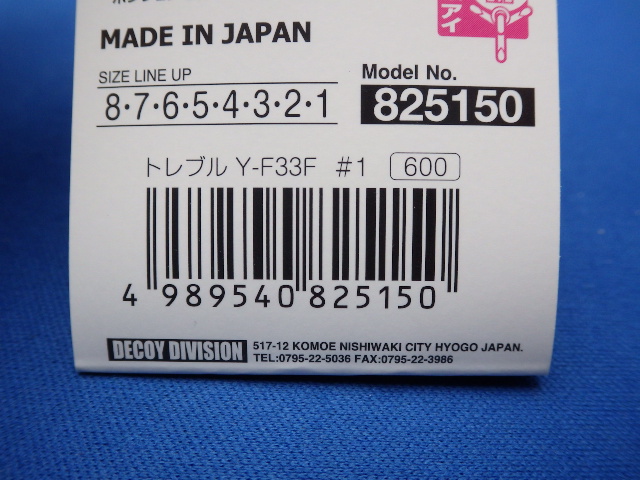 MADE IN JAPAN
アイ
SIZE LINE UP
8・7・6・5・4・3・2・1
Model No.
825150
トレブル Y-F33F #1 600
4 989540 825150
DECOY DIVISION
517-12 KOMOE NISHIWAKI CITY HYOGO JAPAN.
TEL:0795-22-5036 FAX:0795-22-3986